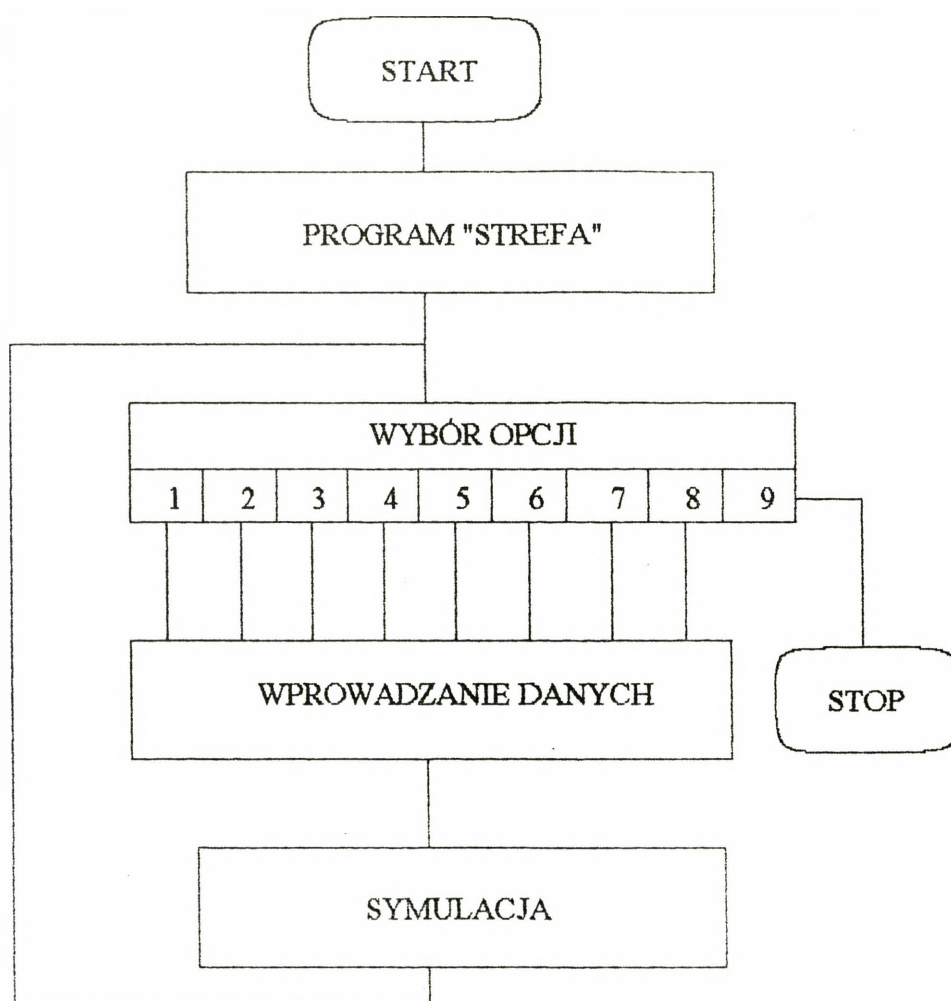 START
PROGRAM "STREFA"
WYBÓR OPCJI
1 2 3 4 5 6 7 8 9
WPROWADZANIE DANYCH
STOP
SYMULACJA